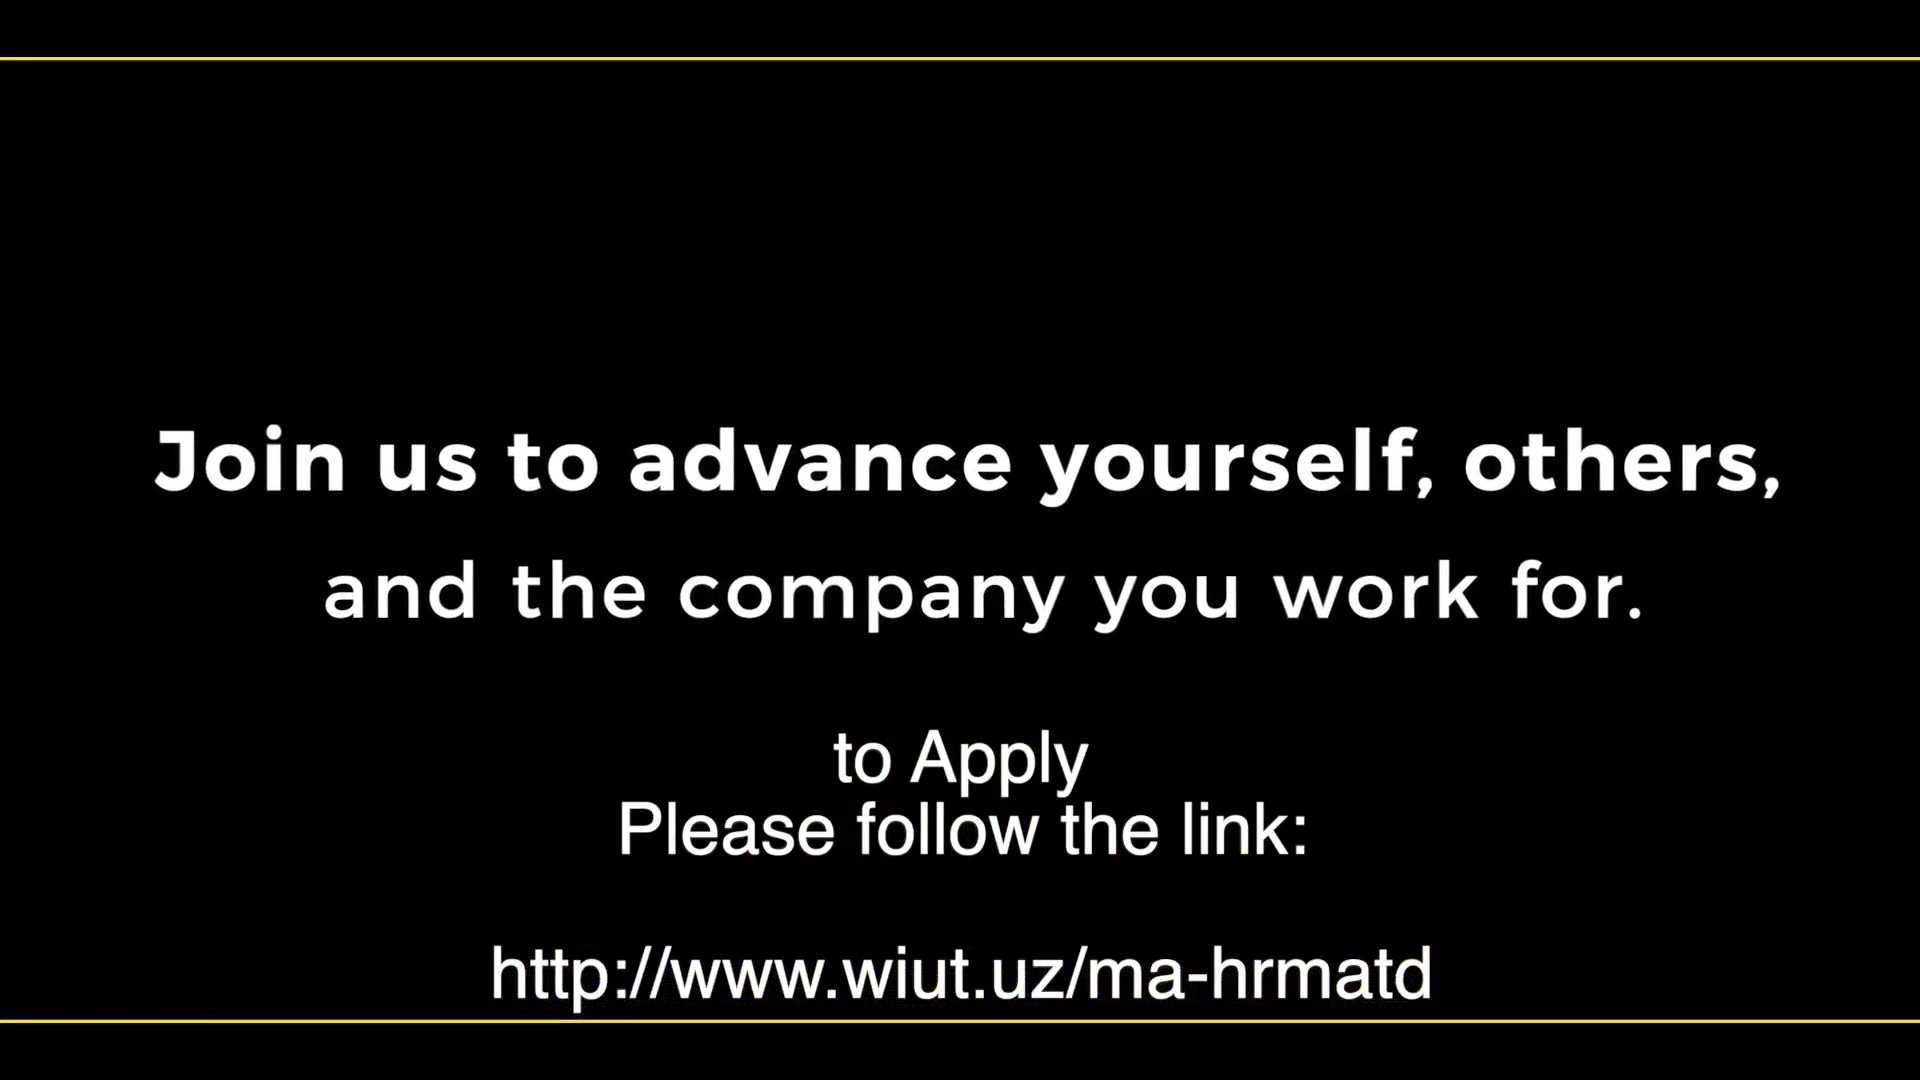 Join us to advance yourself, others,
and the company you work for.
to Apply
Please follow the link:
http://www.wiut.uz/ma-hrmatd